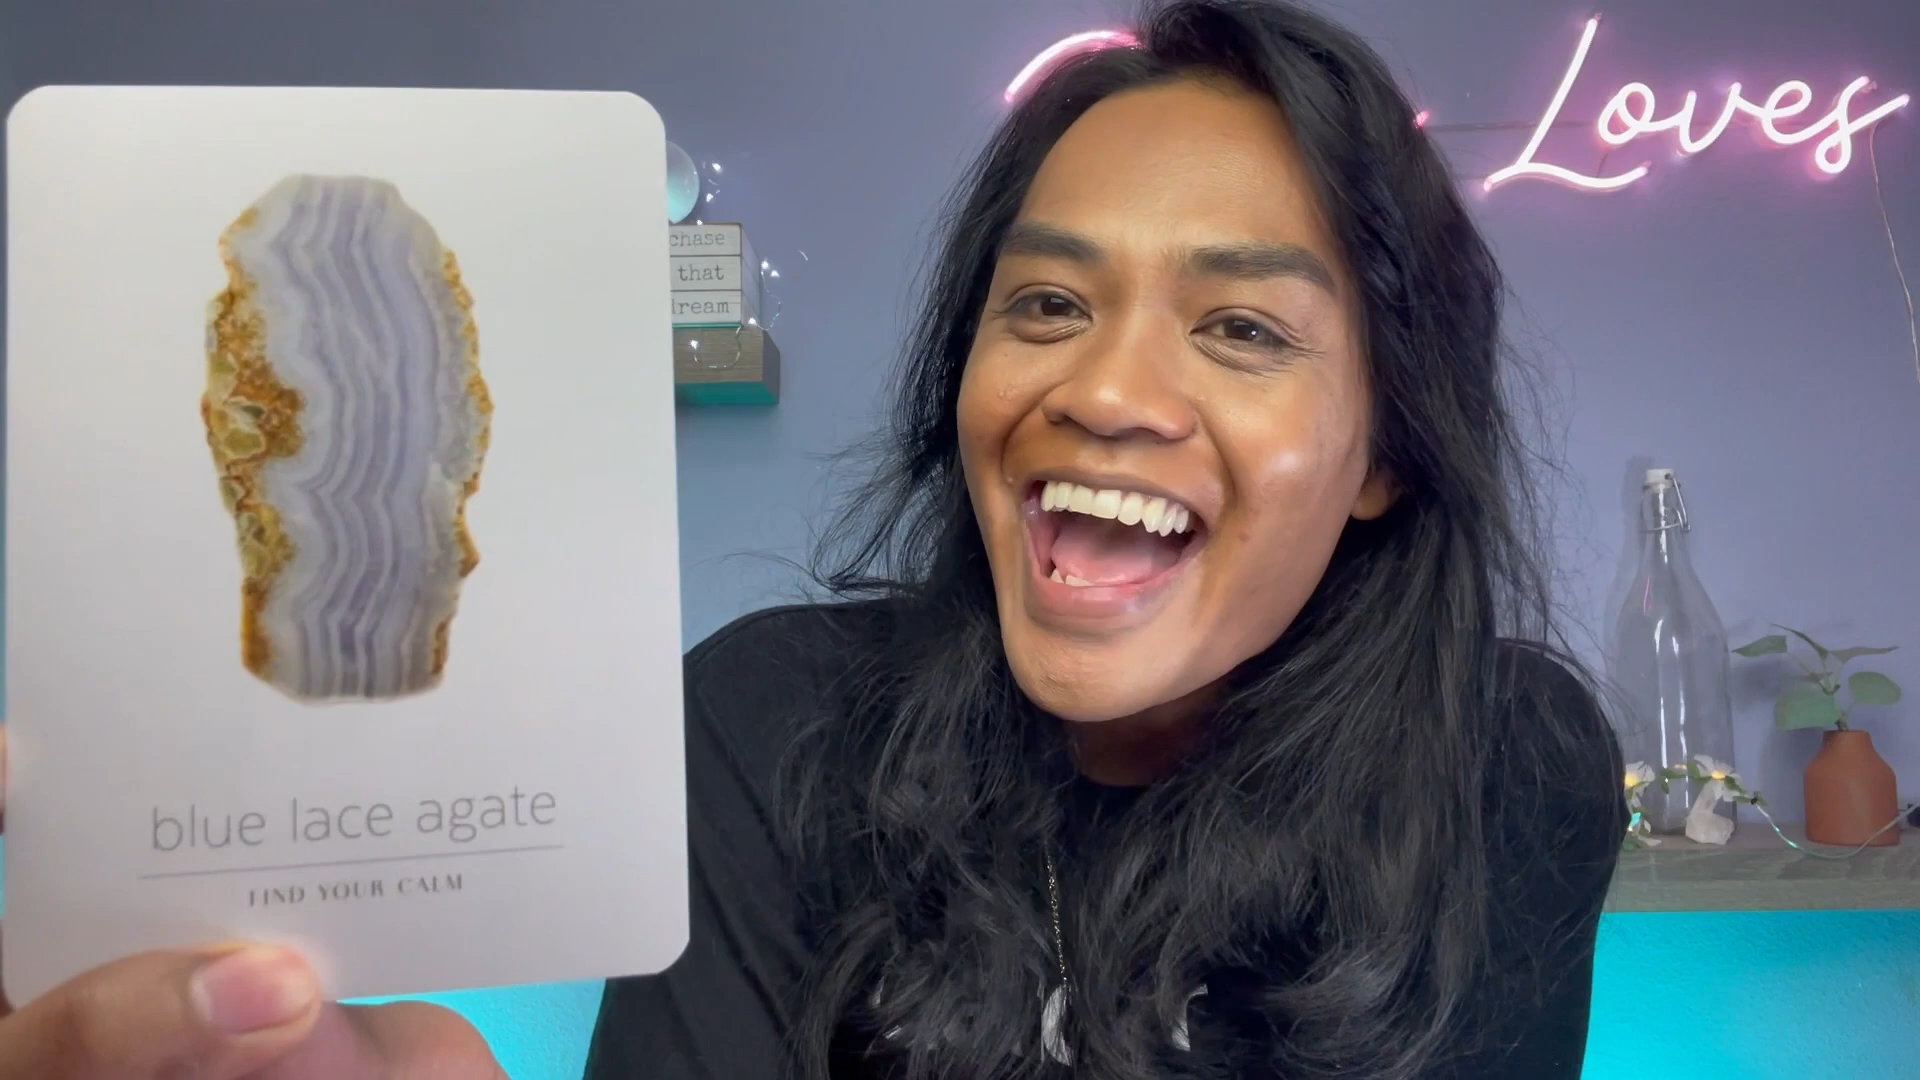 blue lace agate
FIND YOUR CALM
chase
that
dream
Loves